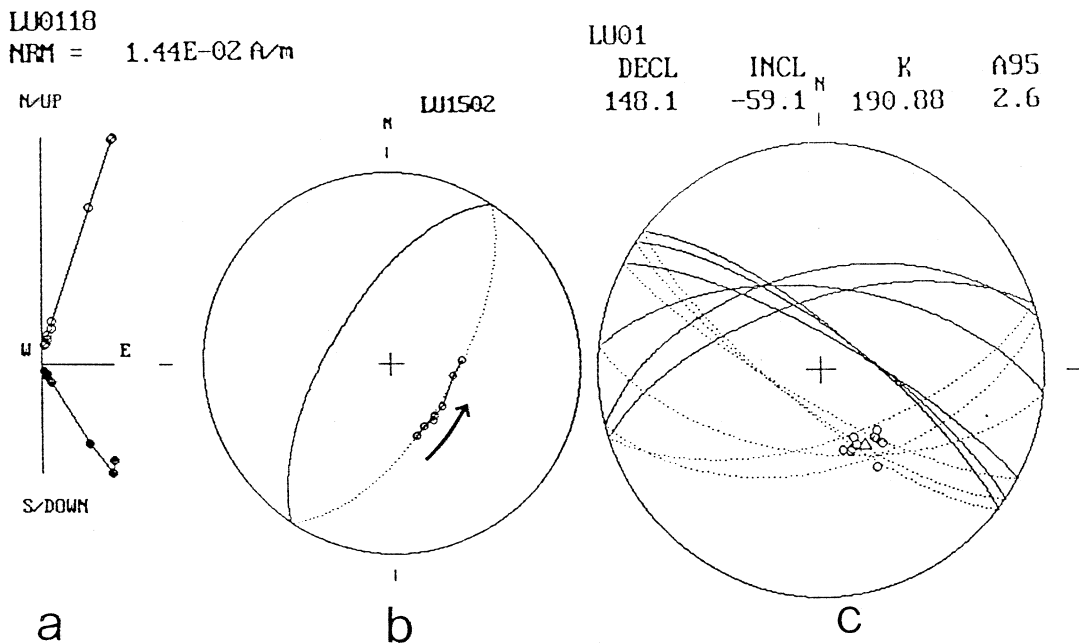 LU0118
NRM = 1.44E-02 A/m
N/UP
W E
S/DOWN
a
LU1502
N
b
LU01
DECL INCL K A95
N
148.1 -59.1 190.88 2.6
c